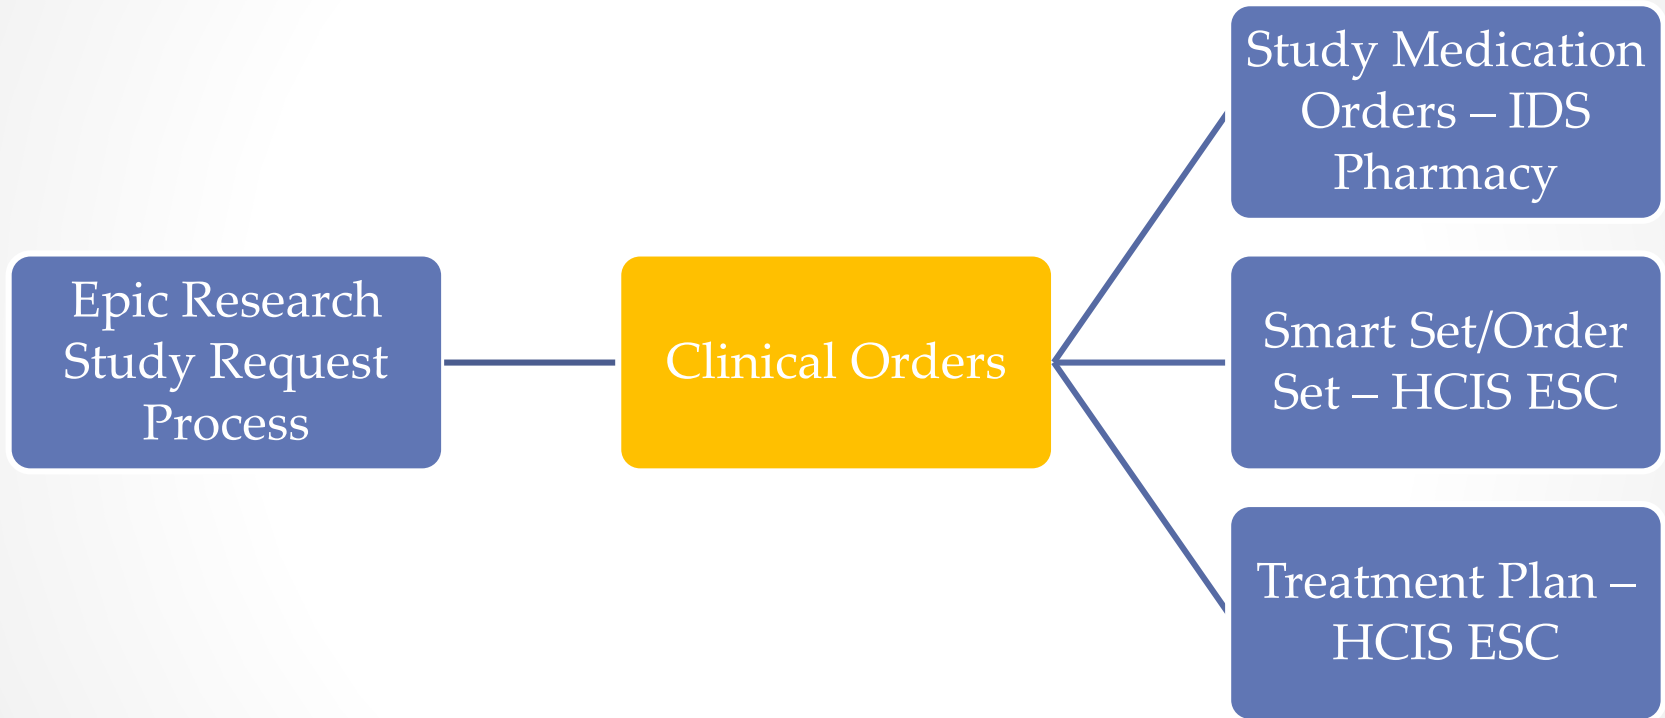 Epic Research
Study Request
Process
Clinical Orders
Study Medication
Orders – IDS
Pharmacy
Smart Set/Order
Set – HCIS ESC
Treatment Plan –
HCIS ESC